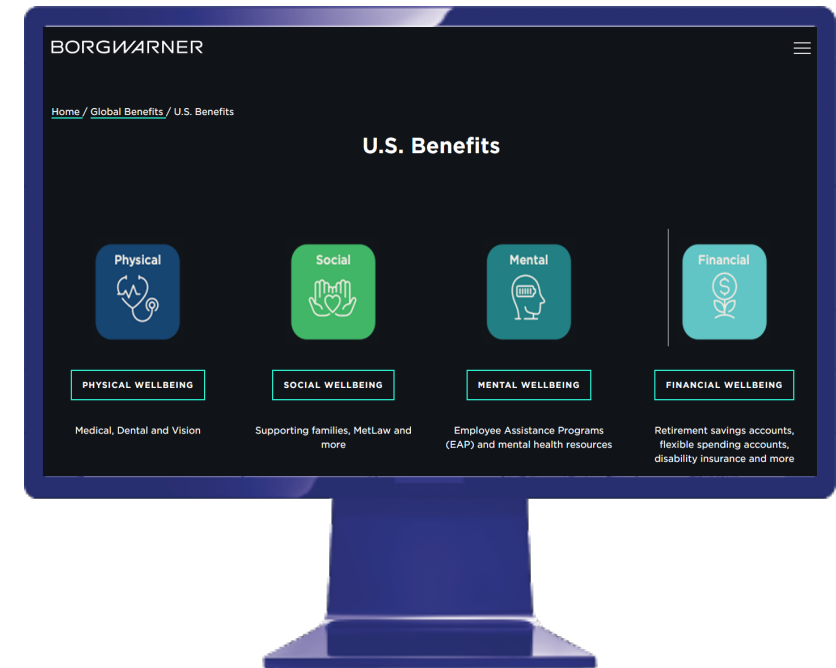 BORGWARNER
Home / Global Benefits / U.S. Benefits
U.S. Benefits
Physical
Social
Mental
Financial
PHYSICAL WELLBEING
SOCIAL WELLBEING
MENTAL WELLBEING
FINANCIAL WELLBEING
Medical, Dental and Vision
Supporting families, MetLaw and
more
Employee Assistance Programs
(EAP) and mental health resources
Retirement savings accounts,
flexible spending accounts,
disability insurance and more